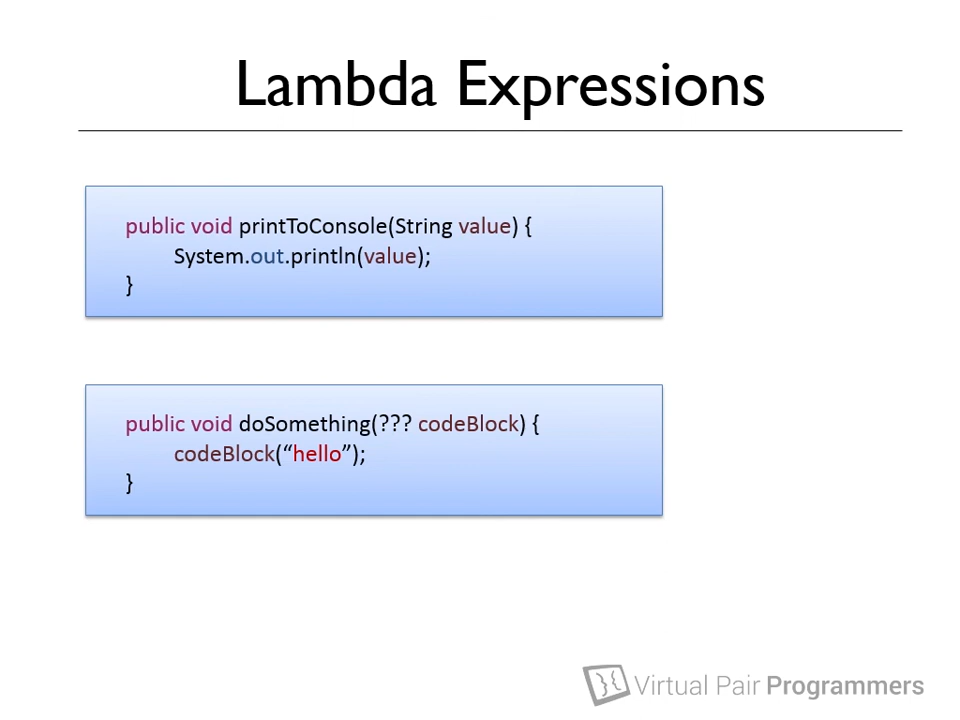 Lambda Expressions
public void printToConsole(String value) {
System.out.println(value);
}
public void doSomething(??? codeBlock) {
codeBlock(“hello”);
}
Virtual Pair Programmers